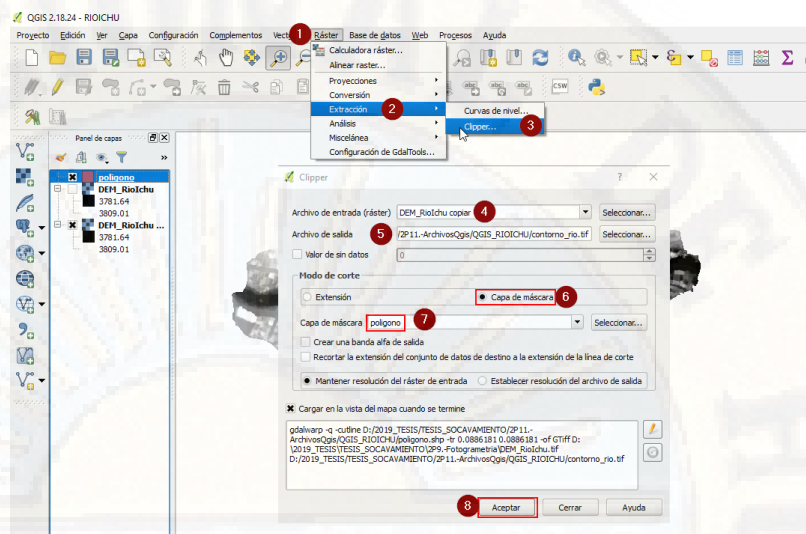 QGIS 2.18.24 - RIOICHU
Proyecto Edición Ver Capa Configuración Complementos Vect 1 Ráster Base de datos Web Procesos Ayuda
Calculadora ráster...
Alinear raster...
Proyecciones
Conversión
Extracción 2
Análisis
Miscelánea
Configuración de GdalTools...
Curvas de nivel...
Clipper... 3
abc abc abc CSW
Panel de capas
poligono
DEM_RioIchu
3781.64
3809.01
DEM_RioIchu ...
3781.64
3809.01
Clipper
Archivo de entrada (ráster) DEM_RioIchu copiar 4 Seleccionar...
Archivo de salida 5 /2P11.-ArchivosQgis/QGIS_RIOICHU/contorno_rio.tif Seleccionar...
Valor de sin datos 0
Modo de corte
Extensión Capa de máscara 6
Capa de máscara poligono 7 Seleccionar...
Crear una banda alfa de salida
Recortar la extensión del conjunto de datos de destino a la extensión de la línea de corte
Mantener resolución del ráster de entrada Establecer resolución del archivo de salida
Cargar en la vista del mapa cuando se termine
gdalwarp -q -cutline D:/2019_TESIS/TESIS_SOCAVAMIENTO/2P11.-
ArchivosQgis/QGIS_RIOICHU/poligono.shp -tr 0.0886181 0.0886181 -of GTiff D:
\2019_TESIS\TESIS_SOCAVAMIENTO\2P9.-Fotogrametria\DEM_RioIchu.tif
D:/2019_TESIS/TESIS_SOCAVAMIENTO/2P11.-ArchivosQgis/QGIS_RIOICHU/contorno_rio.tif
8 Aceptar Cerrar Ayuda